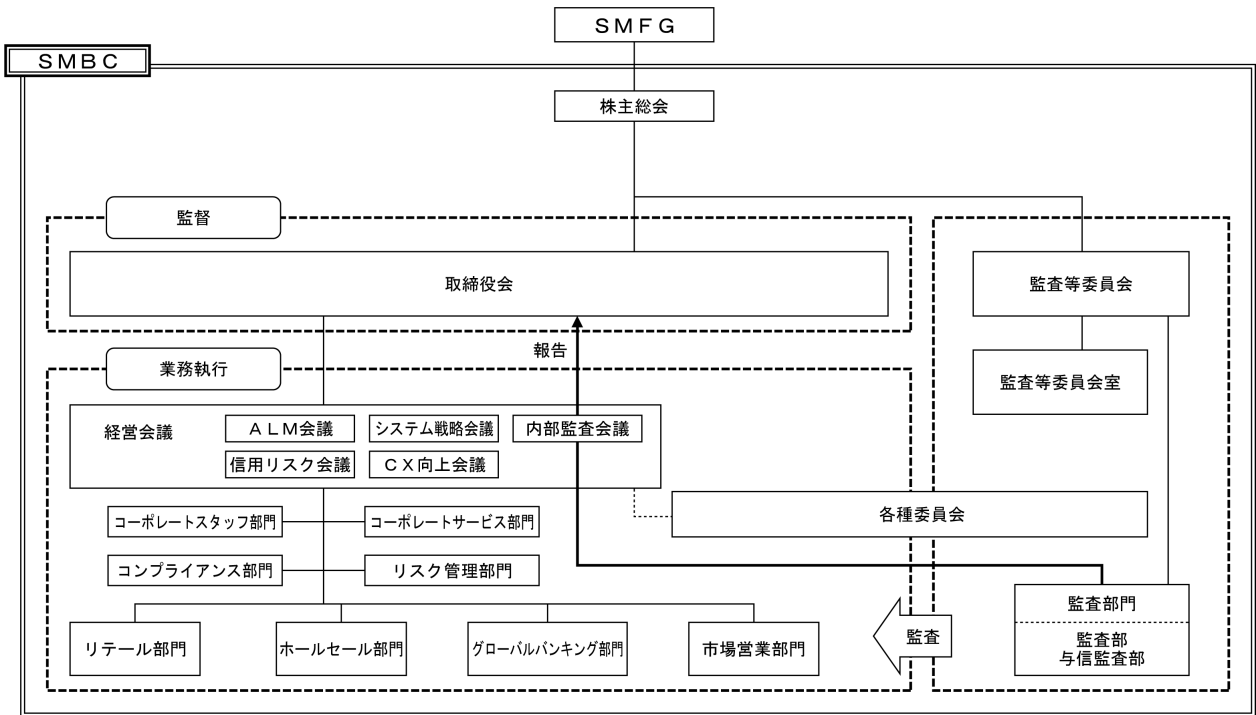 ＳＭＦＧ
ＳＭＢＣ
株主総会
監督
取締役会
監査等委員会
報告
業務執行
監査等委員会室
経営会議
ＡＬＭ会議
システム戦略会議
内部監査会議
信用リスク会議
ＣＸ向上会議
各種委員会
コーポレートスタッフ部門
コーポレートサービス部門
コンプライアンス部門
リスク管理部門
監査部門
監査部
与信監査部
監査
リテール部門
ホールセール部門
グローバルバンキング部門
市場営業部門